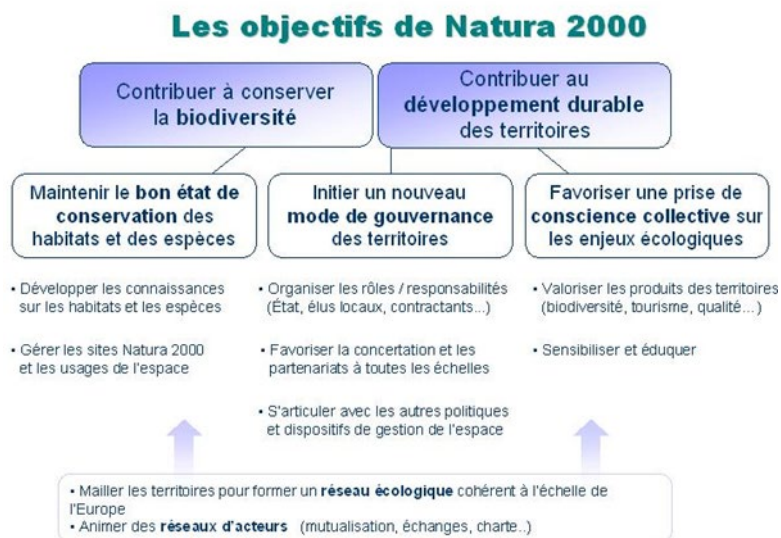 Les objectifs de Natura 2000
Contribuer à conserver
la biodiversité
Contribuer au
développement durable
des territoires
Maintenir le bon état de
conservation des
habitats et des espèces
Initier un nouveau
mode de gouvernance
des territoires
Favoriser une prise de
conscience collective sur
les enjeux écologiques
• Développer les connaissances
sur les habitats et les espèces
• Gérer les sites Natura 2000
et les usages de l'espace
• Organiser les rôles / responsabilités
(État, élus locaux, contractants...)
• Favoriser la concertation et les
partenariats à toutes les échelles
• S'articuler avec les autres politiques
et dispositifs de gestion de l'espace
• Valoriser les produits des territoires
(biodiversité, tourisme, qualité...)
• Sensibiliser et éduquer
• Mailler les territoires pour former un réseau écologique cohérent à l'échelle de
l'Europe
• Animer des réseaux d'acteurs (mutualisation, échanges, charte..)